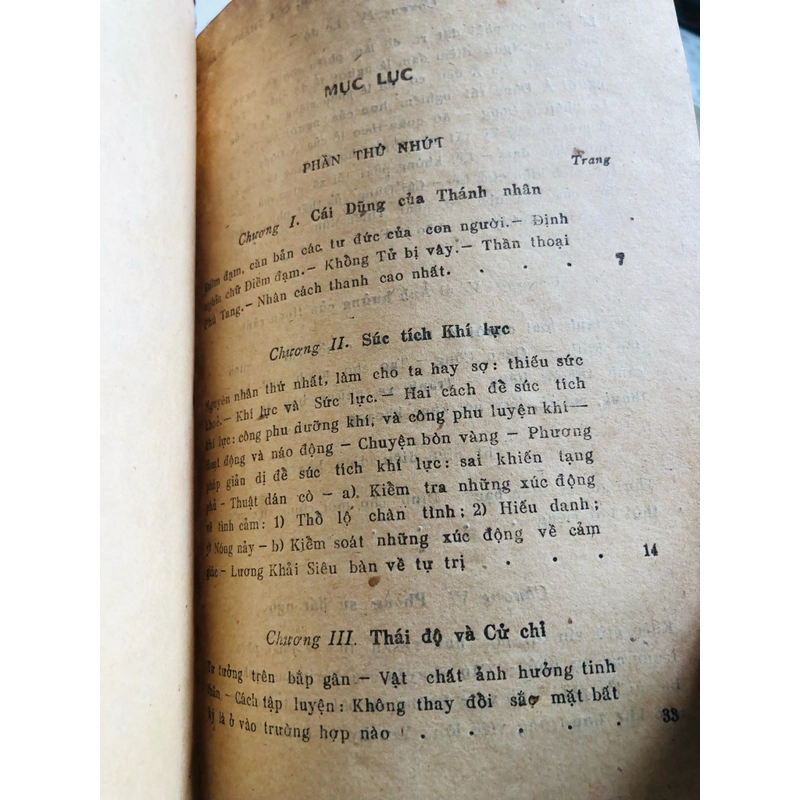 MỤC LỤC
PHẦN THỨ NHỨT
Trang
Chương I. Cái Dũng của Thánh nhân
đạm, căn bản các tư đức của con người.— Định
chữ Điềm đạm.— Khổng Tử bị vây.— Thần thoại
Tang.— Nhân cách thanh cao nhất. . . . 7
Chương II. Súc tích Khí lực
Nguyên nhân thứ nhất, làm cho ta hay sợ: thiếu sức
khoẻ.— Khí lực và Sức lực.— Hai cách để súc tích
khí lực: công phu dưỡng khí, và công phu luyện khí—
Hoạt động và náo động — Chuyện bòn vàng — Phương
pháp giản dị để súc tích khí lực: sai khiến tạng
phủ - Thuật dán cò — a). Kiểm tra những xúc động
về tình cảm: 1) Thổ lộ chân tình; 2) Hiếu danh;
3) Nóng nảy — b) Kiểm soát những xúc động về cảm
giác — Lương Khải Siêu bàn về tự trị . . . . 14
Chương III. Thái độ và Cử chỉ
Tư tưởng trên bắp gân — Vật chất ảnh hưởng tinh
thần — Cách tập luyện: Không thay đổi sắc mặt bất
kỳ là ở vào trường hợp nào . . . . . 33